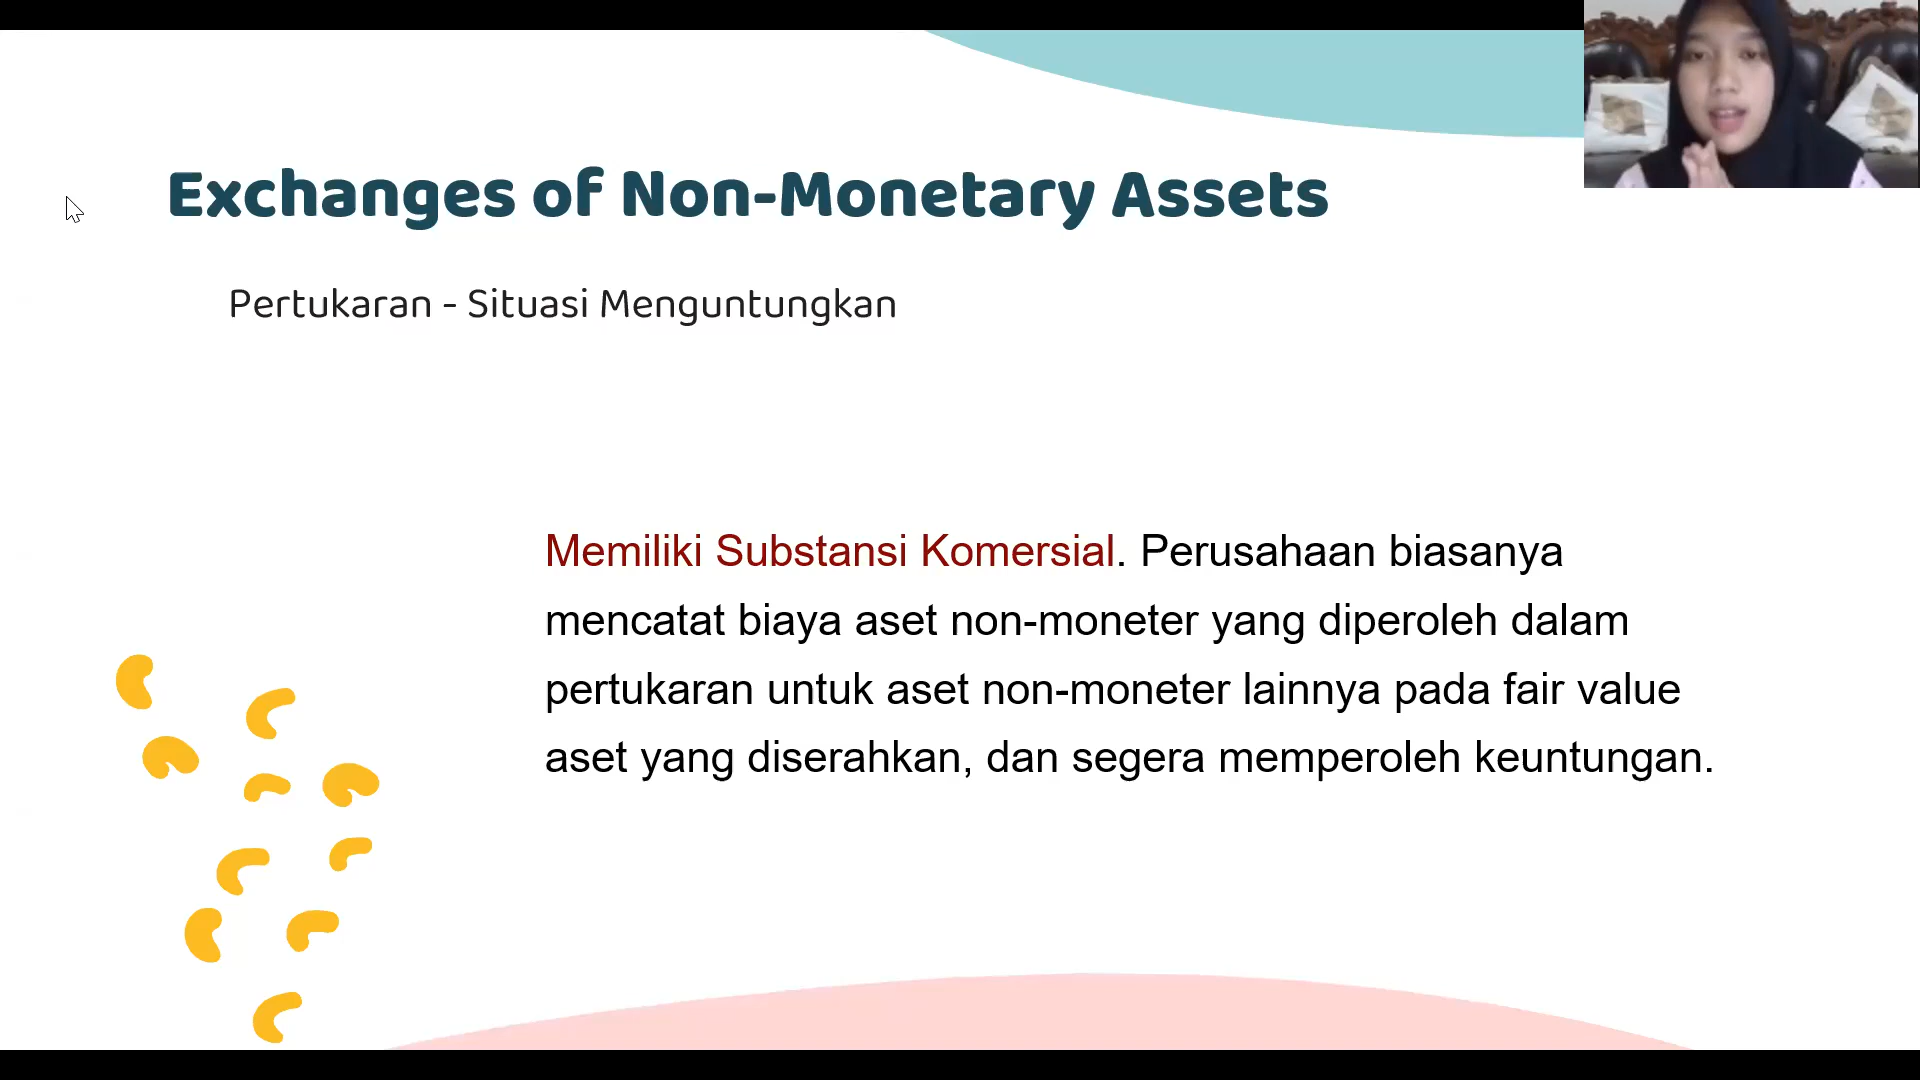 Exchanges of Non-Monetary Assets
Pertukaran - Situasi Menguntungkan
Memiliki Substansi Komersial. Perusahaan biasanya
mencatat biaya aset non-moneter yang diperoleh dalam
pertukaran untuk aset non-moneter lainnya pada fair value
aset yang diserahkan, dan segera memperoleh keuntungan.